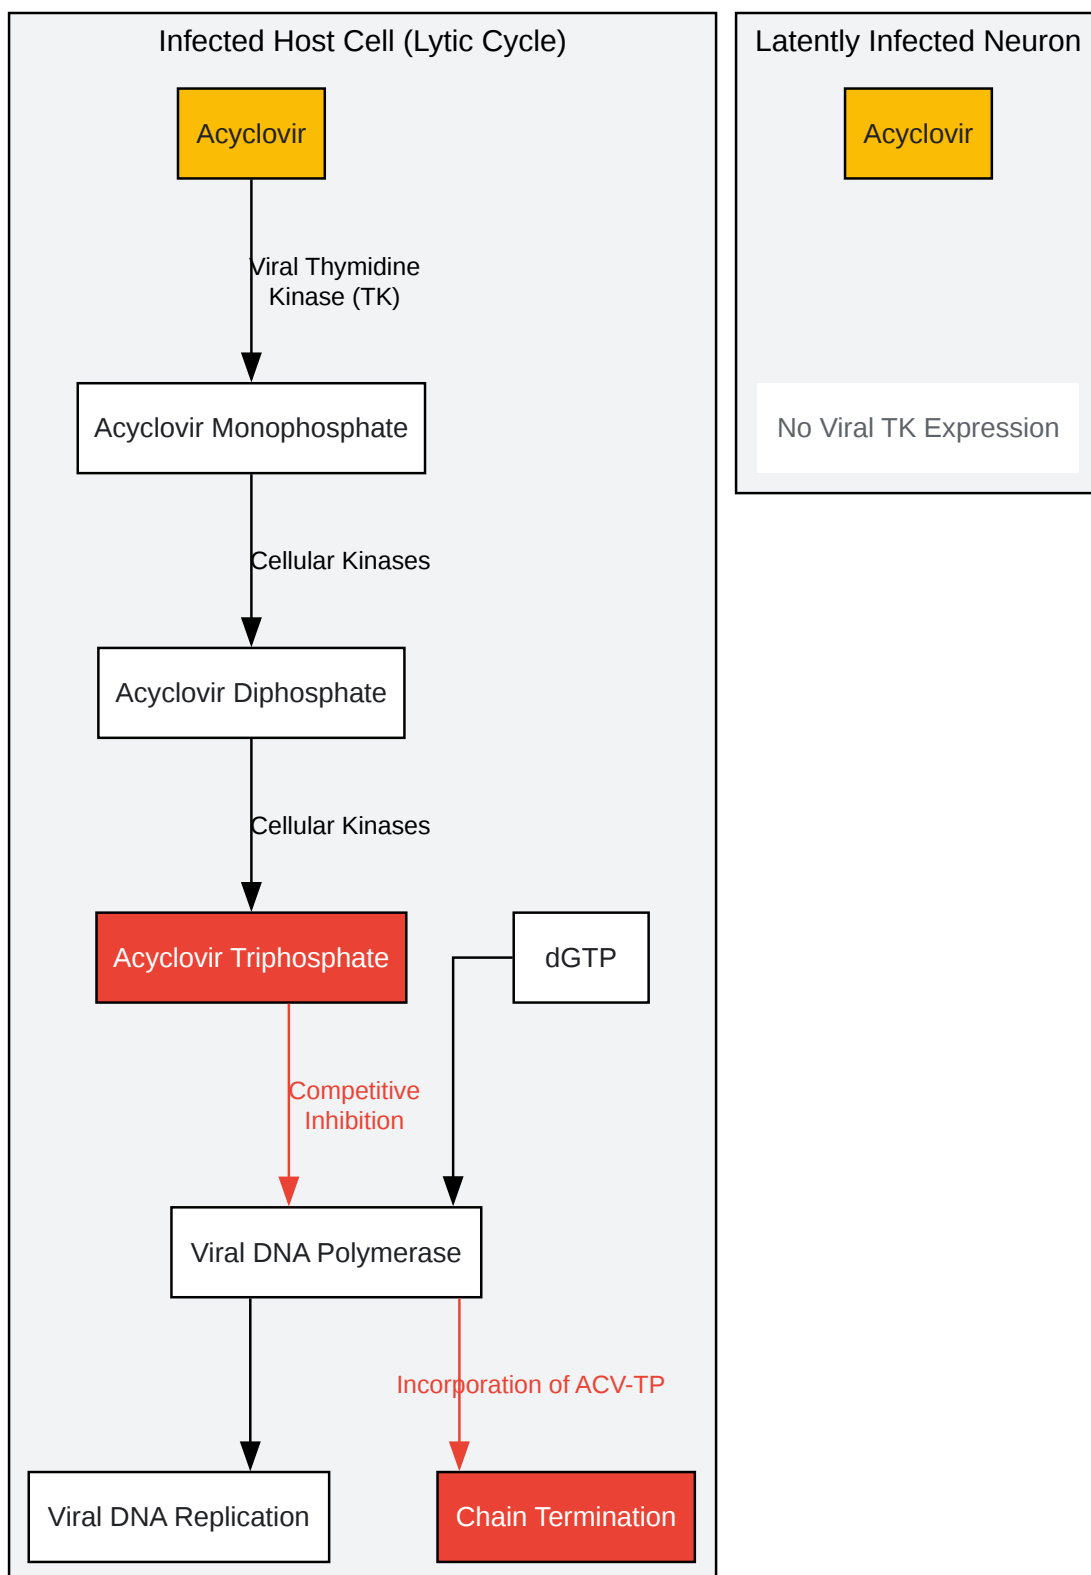 Infected Host Cell (Lytic Cycle)
Acyclovir
Viral Thymidine
Kinase (TK)
Acyclovir Monophosphate
Cellular Kinases
Acyclovir Diphosphate
Cellular Kinases
Acyclovir Triphosphate
dGTP
Competitive
Inhibition
Viral DNA Polymerase
Incorporation of ACV-TP
Viral DNA Replication
Chain Termination
Latently Infected Neuron
Acyclovir
No Viral TK Expression